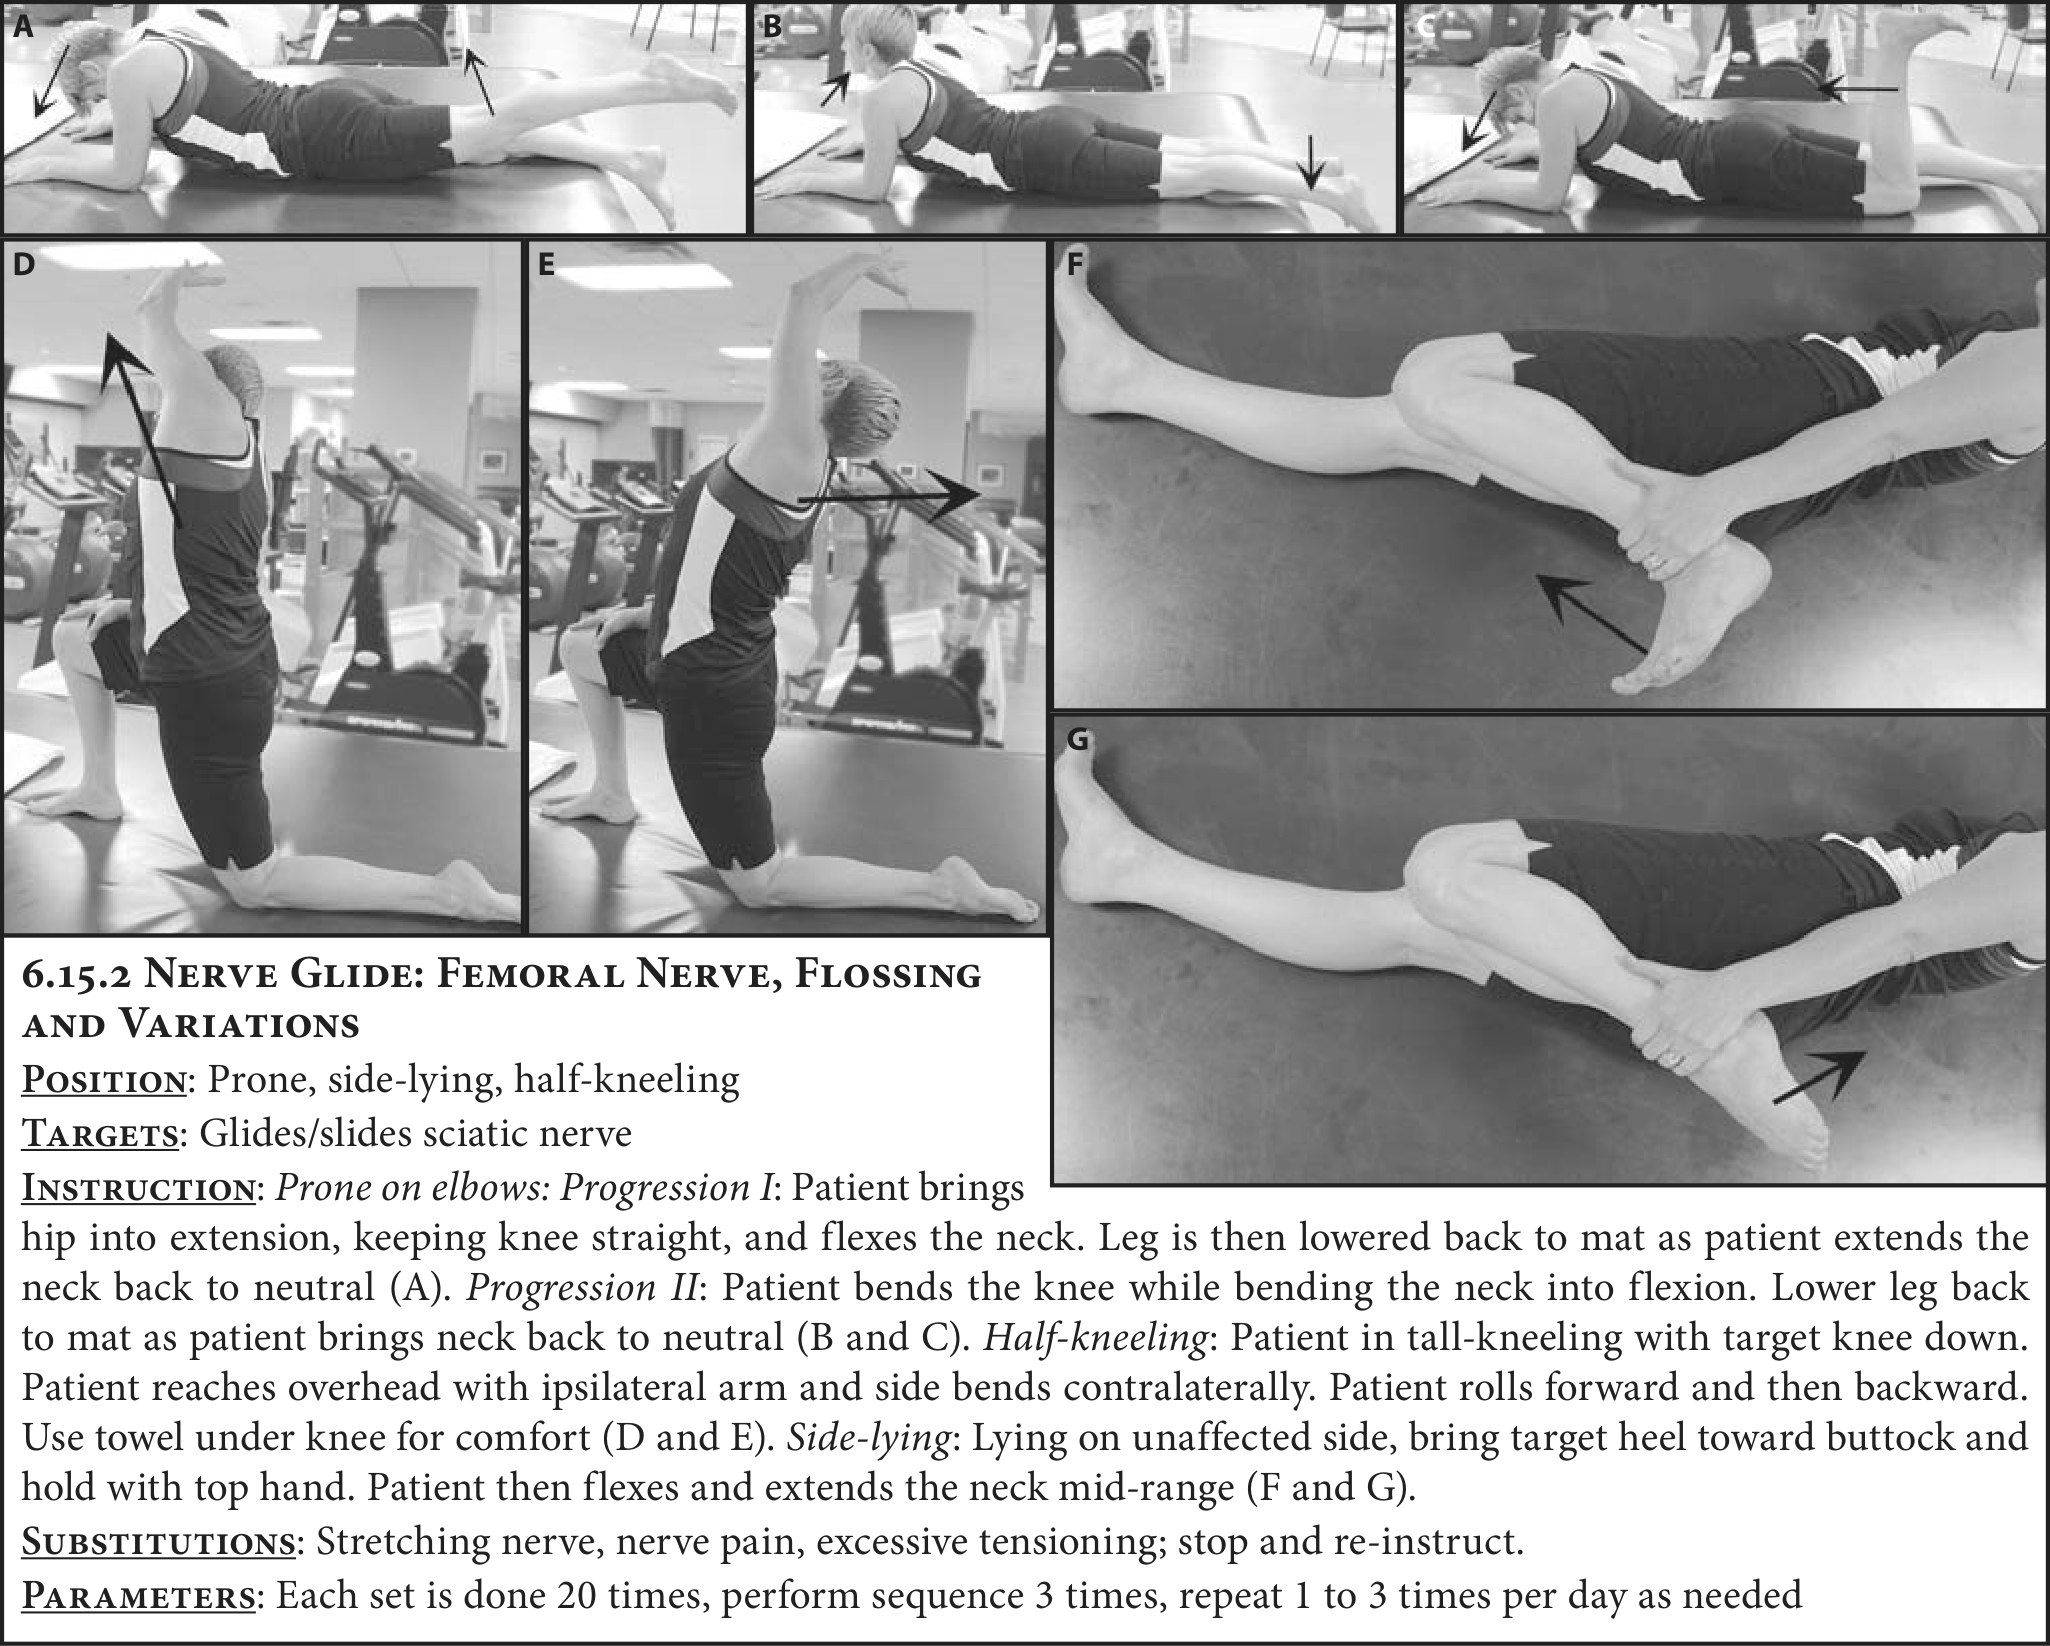 A
B
C
D
E
F
G
6.15.2 Nerve Glide: Femoral Nerve, Flossing
and Variations
Position: Prone, side-lying, half-kneeling
Targets: Glides/slides sciatic nerve
Instruction: Prone on elbows: Progression I: Patient brings
hip into extension, keeping knee straight, and flexes the neck. Leg is then lowered back to mat as patient extends the
neck back to neutral (A). Progression II: Patient bends the knee while bending the neck into flexion. Lower leg back
to mat as patient brings neck back to neutral (B and C). Half-kneeling: Patient in tall-kneeling with target knee down.
Patient reaches overhead with ipsilateral arm and side bends contralaterally. Patient rolls forward and then backward.
Use towel under knee for comfort (D and E). Side-lying: Lying on unaffected side, bring target heel toward buttock and
hold with top hand. Patient then flexes and extends the neck mid-range (F and G).
Substitutions: Stretching nerve, nerve pain, excessive tensioning; stop and re-instruct.
Parameters: Each set is done 20 times, perform sequence 3 times, repeat 1 to 3 times per day as needed